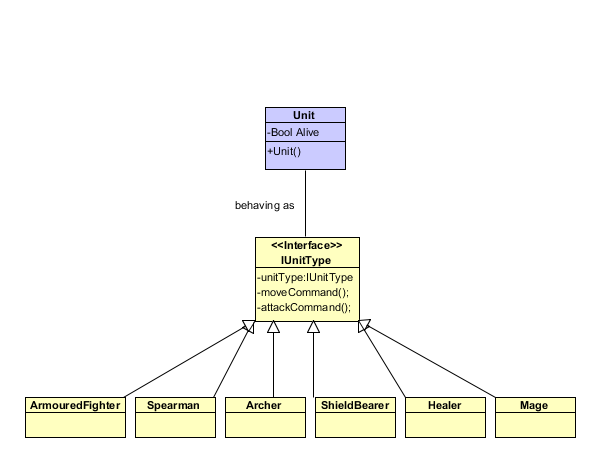 Unit
-Bool Alive
+Unit()
behaving as
<<Interface>>
IUnitType
-unitType:IUnitType
-moveCommand();
-attackCommand();
ArmouredFighter
Spearman
Archer
ShieldBearer
Healer
Mage